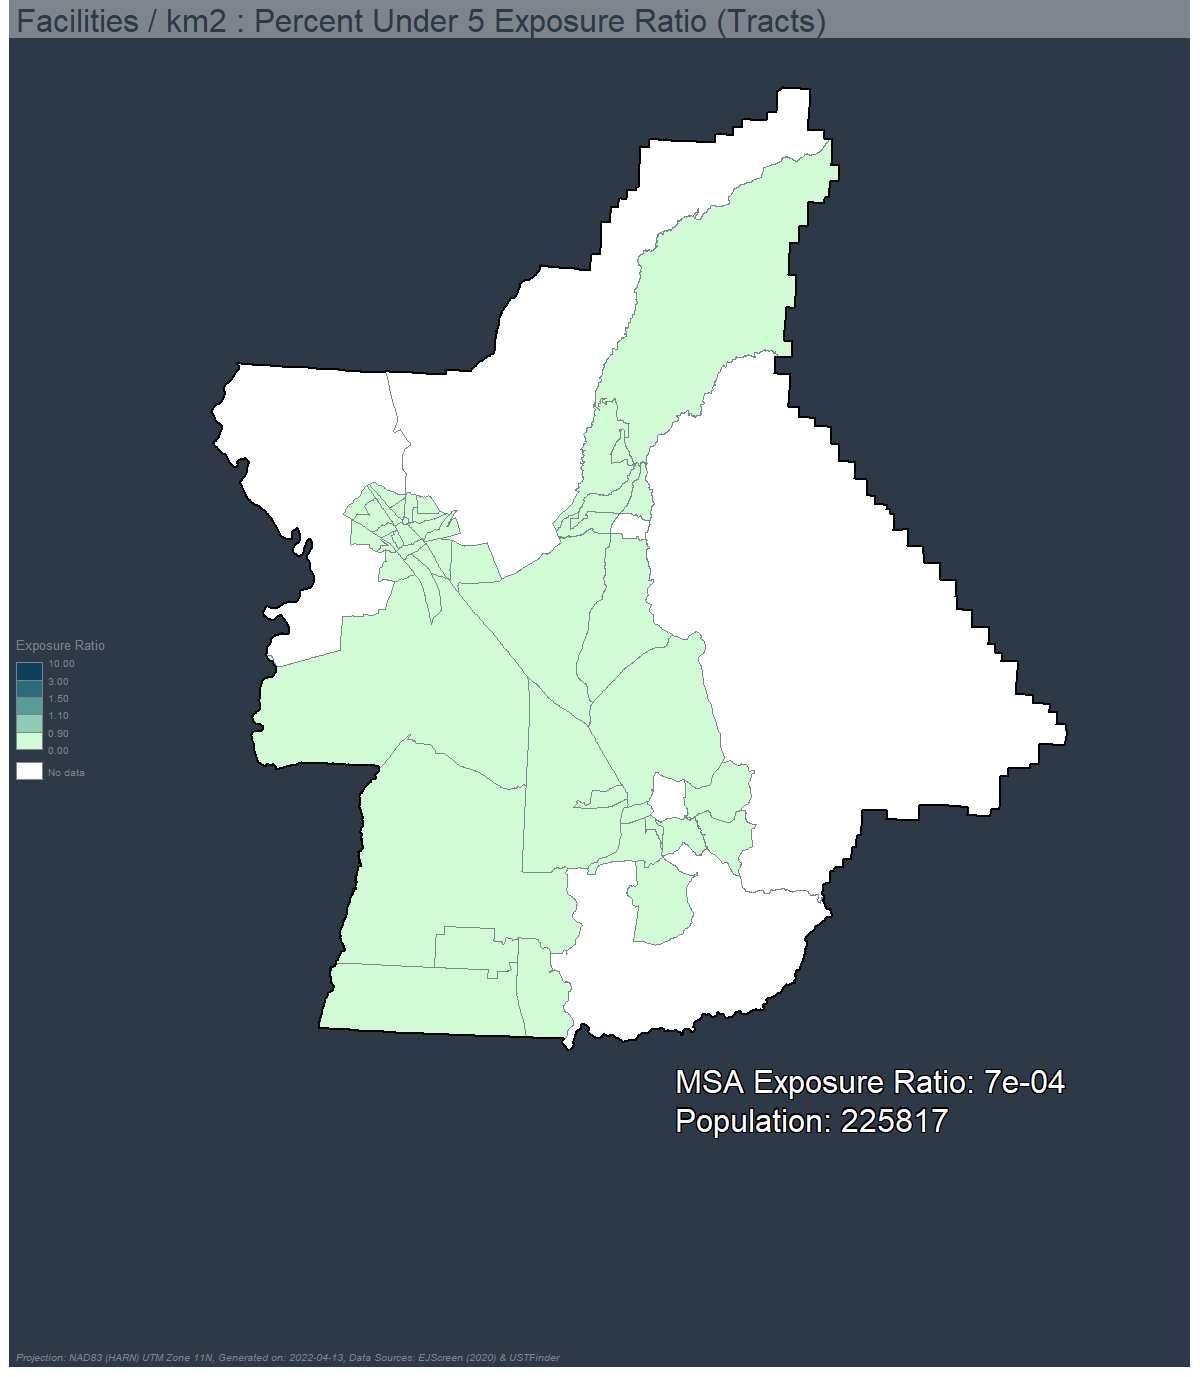 Facilities / km2 : Percent Under 5 Exposure Ratio (Tracts)
Exposure Ratio
10.00
3.00
1.50
1.10
0.90
0.00
No data
MSA Exposure Ratio: 7e-04
Population: 225817
Projection: NAD83 (HARN) UTM Zone 11N, Generated on: 2022-04-13, Data Sources: EJScreen (2020) & USTFinder